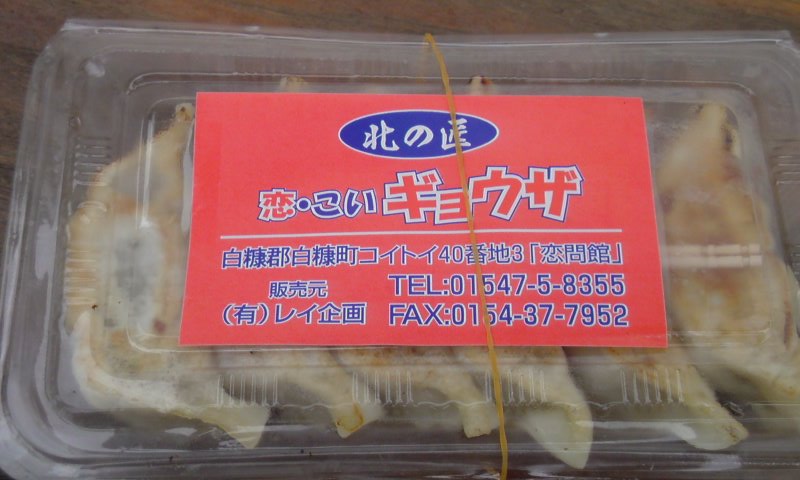 北の匠
恋・こいギョウザ
白糠郡白糠町コイトイ40番地3「恋問館」
販売元 TEL:01547-5-8355
(有)レイ企画 FAX:0154-37-7952